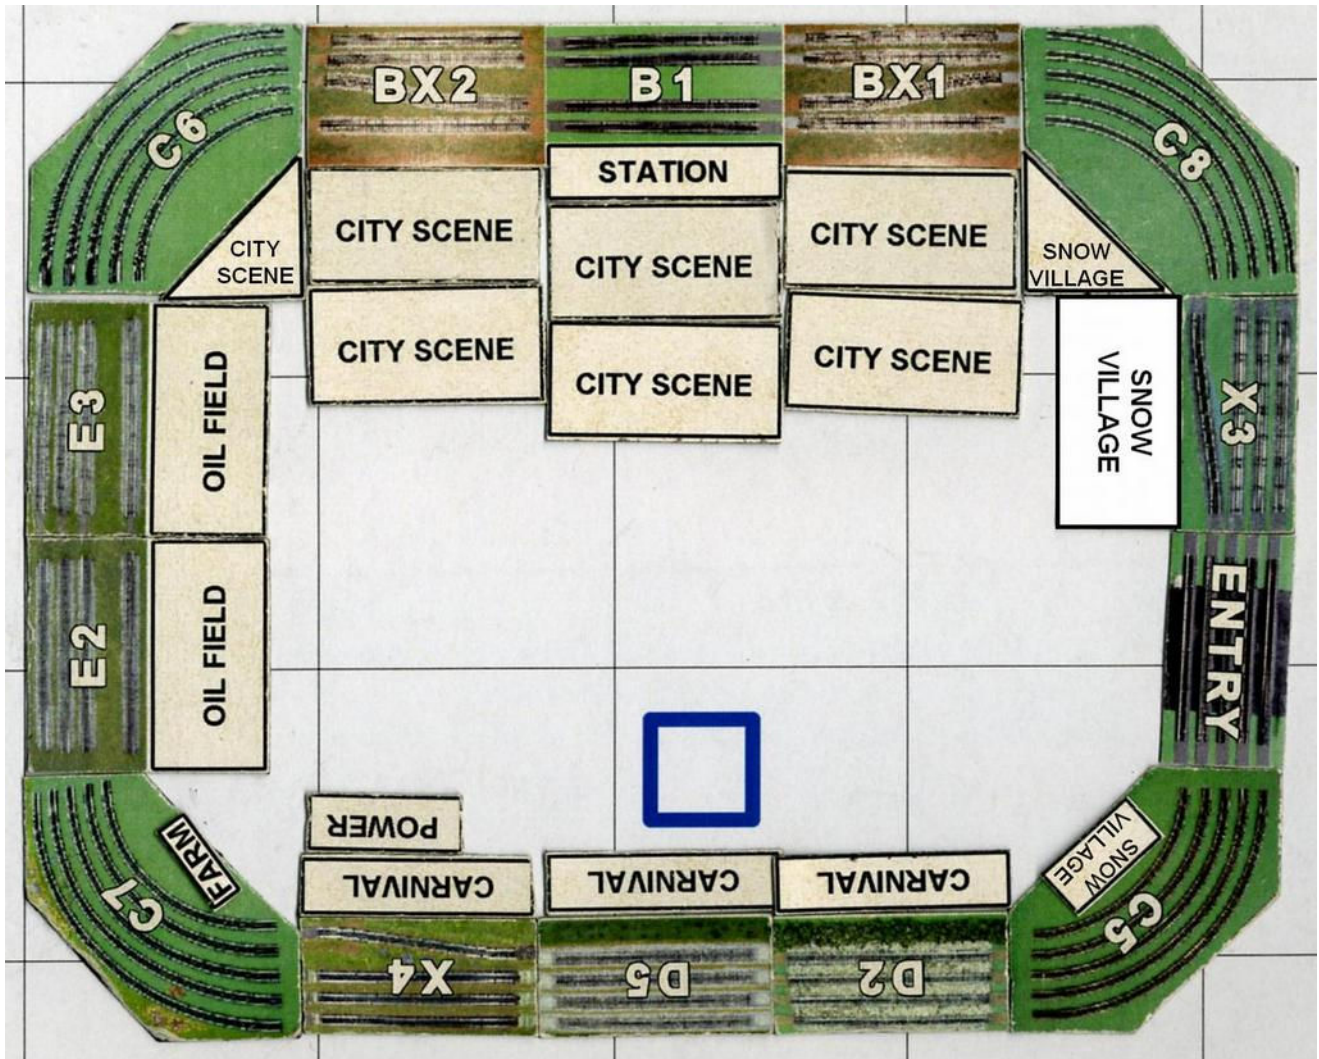 BX2
B1
BX1
C6
C8
STATION
CITY SCENE
CITY SCENE
CITY SCENE
CITY
SCENE
SNOW
VILLAGE
CITY SCENE
CITY SCENE
CITY SCENE
E3
OIL FIELD
SNOW
VILLAGE
X3
E2
OIL FIELD
ENTRY
POWER
FARM
SNOW
VILLAGE
CARNIVAL
CARNIVAL
CARNIVAL
C7
C5
X4
D5
D2